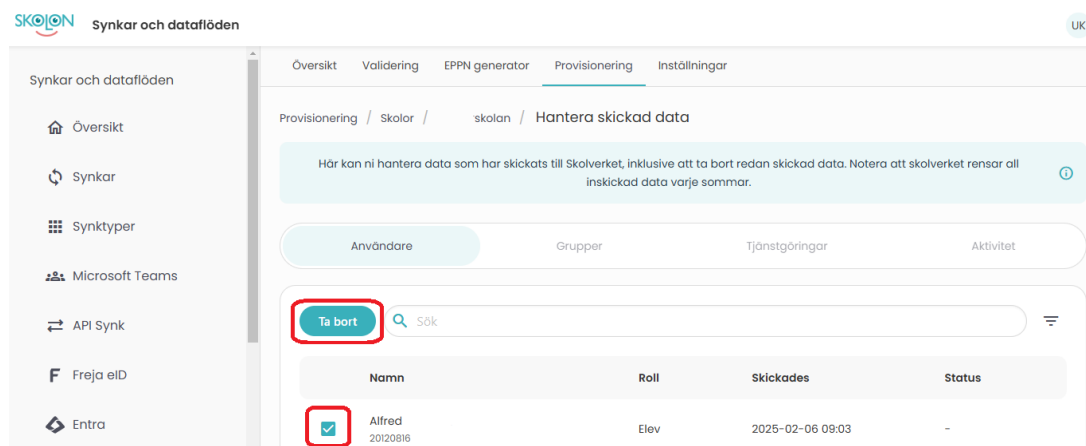 SKOLON Synkar och dataflöden UK
Synkar och dataflöden
Översikt
Synkar
Synktyper
Microsoft Teams
API Synk
Freja eID
Entra
Översikt Validering EPPN generator Provisionering Inställningar
Provisionering / Skolor / skolan / Hantera skickad data
Här kan ni hantera data som har skickats till Skolverket, inklusive att ta bort redan skickad data. Notera att skolverket rensar all
inskickad data varje sommar.
Användare Grupper Tjänstgöringar Aktivitet
Ta bort Sök
Namn Roll Skickades Status
Alfred Elev 2025-02-06 09:03 -
20120816